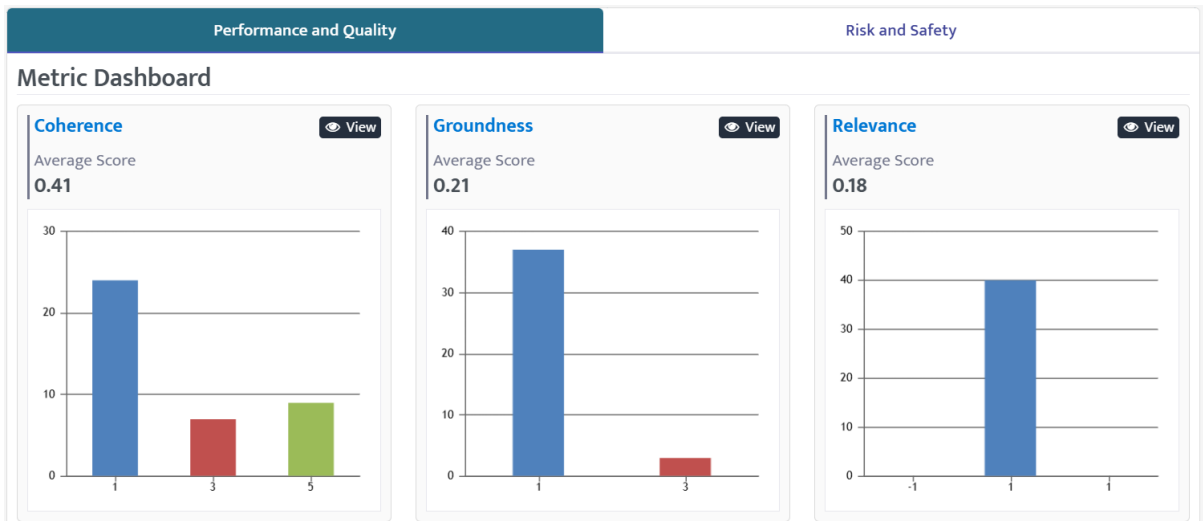 Performance and Quality
Risk and Safety
Metric Dashboard
Coherence
View
Average Score
0.41
30
20
10
0
1
3
5
Groundness
View
Average Score
0.21
40
30
20
10
0
1
3
Relevance
View
Average Score
0.18
50
40
30
20
10
0
-1
1
1